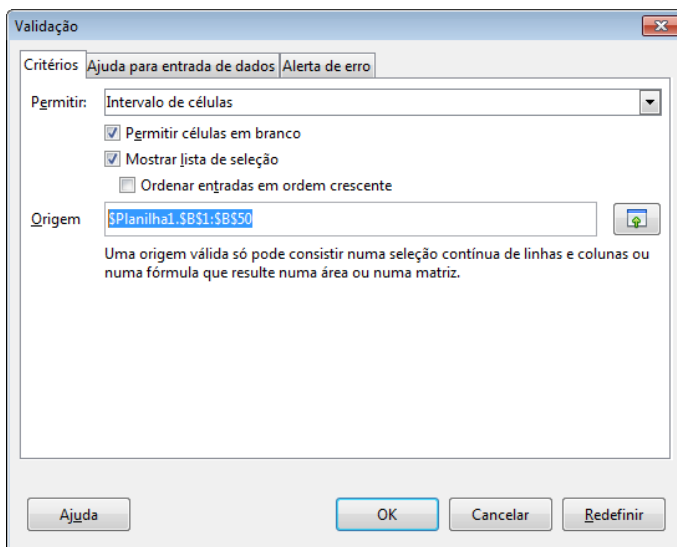 Validação
Critérios Ajuda para entrada de dados Alerta de erro
Permitir: Intervalo de células
Permitir células em branco
Mostrar lista de seleção
Ordenar entradas em ordem crescente
Origem $Planilha1.$B$1:$B$50
Uma origem válida só pode consistir numa seleção contínua de linhas e colunas ou
numa fórmula que resulte numa área ou numa matriz.
Ajuda OK Cancelar Redefinir